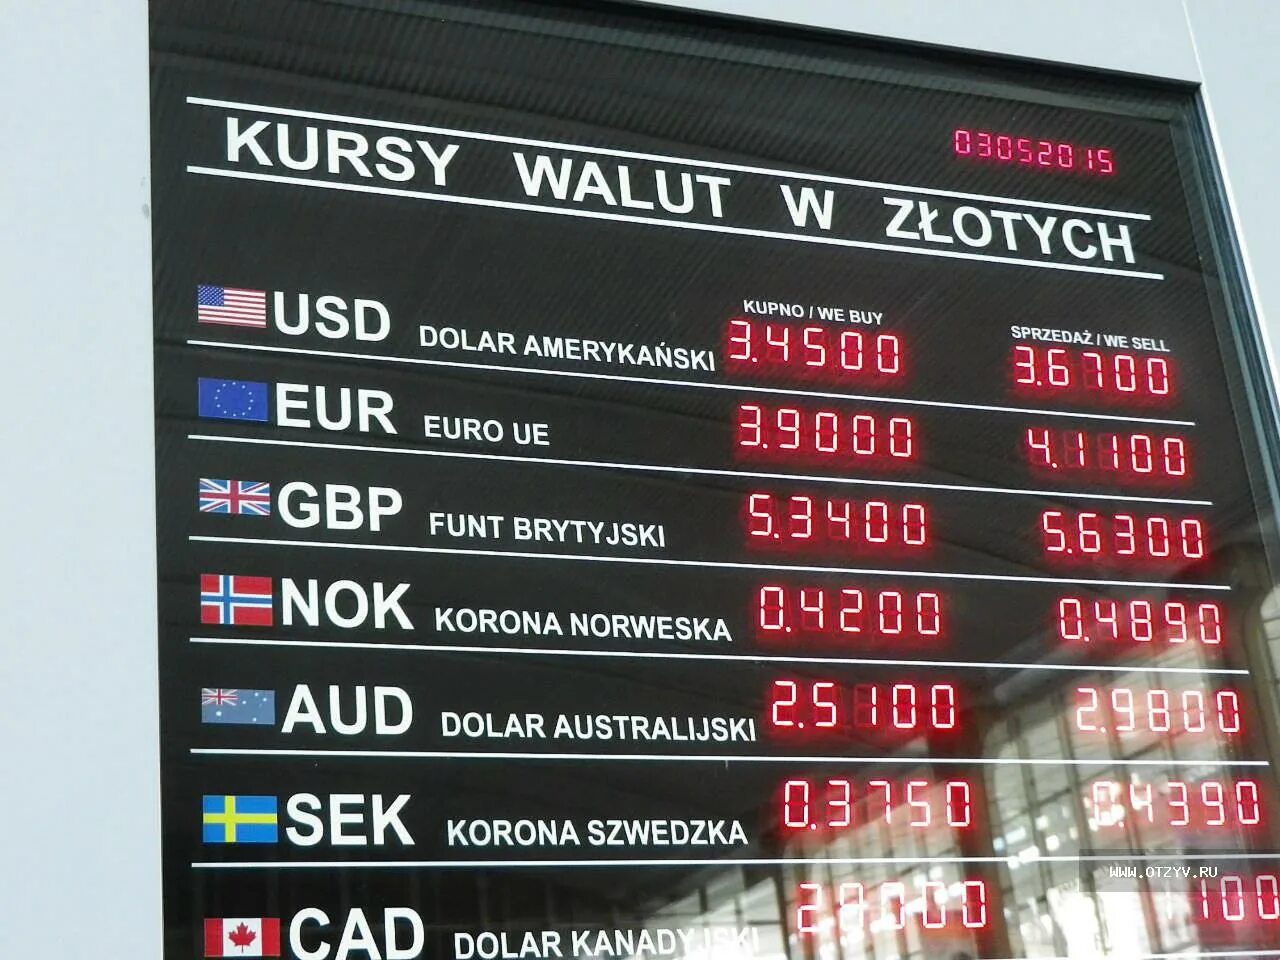 03052015
KURSY WALUT W ZŁOTYCH
KUPNO / WE BUY SPRZEDAŻ / WE SELL
USD DOLAR AMERYKAŃSKI 3.4500 3.6700
EUR EURO UE 3.9000 4.1100
GBP FUNT BRYTYJSKI 5.3400 5.6300
NOK KORONA NORWESKA 0.4200 0.4890
AUD DOLAR AUSTRALIJSKI 2.5100 2.9800
SEK KORONA SZWEDZKA 0.3750 0.4390
WWW.OTZYV.RU
CAD DOLAR KANADYJSKI